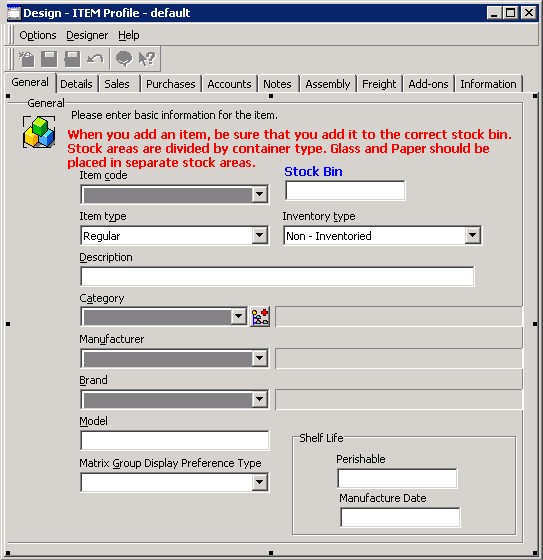 Design - ITEM Profile - default
Options Designer Help
General Details Sales Purchases Accounts Notes Assembly Freight Add-ons Information
General
Please enter basic information for the item.
When you add an item, be sure that you add it to the correct stock bin.
Stock areas are divided by container type. Glass and Paper should be
placed in separate stock areas.
Item code Stock Bin
Item type Inventory type
Regular Non - Inventoried
Description
Category
Manufacturer
Brand
Model
Shelf Life
Matrix Group Display Preference Type
Perishable
Manufacture Date